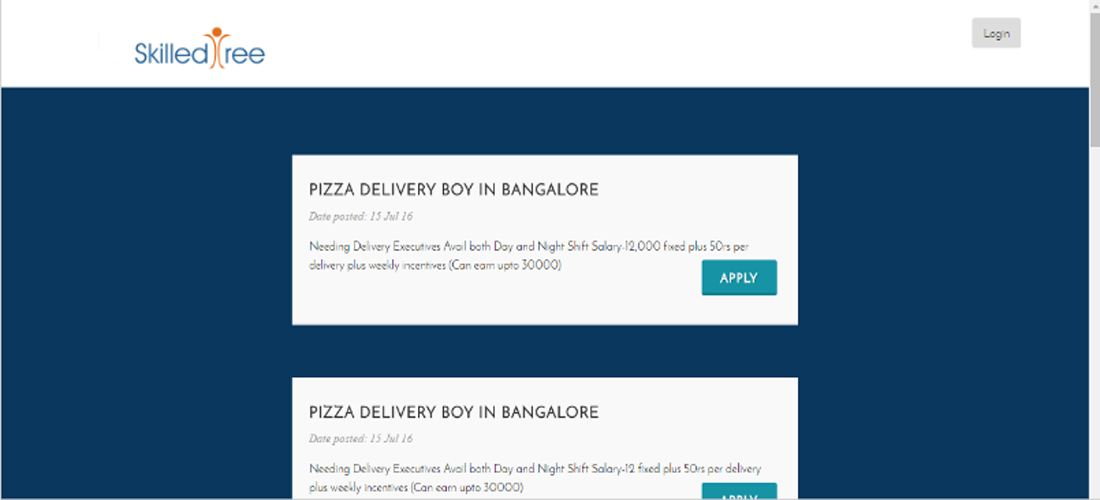 SkilledTree
Login
PIZZA DELIVERY BOY IN BANGALORE
Date posted: 15 Jul 16
Needing Delivery Executives Avail both Day and Night Shift Salary-12,000 fixed plus 50rs per
delivery plus weekly incentives (Can earn upto 30000)
APPLY
PIZZA DELIVERY BOY IN BANGALORE
Date posted: 15 Jul 16
Needing Delivery Executives Avail both Day and Night Shift Salary-12 fixed plus 50rs per delivery
plus weekly incentives (Can earn upto 30000)
APPLY